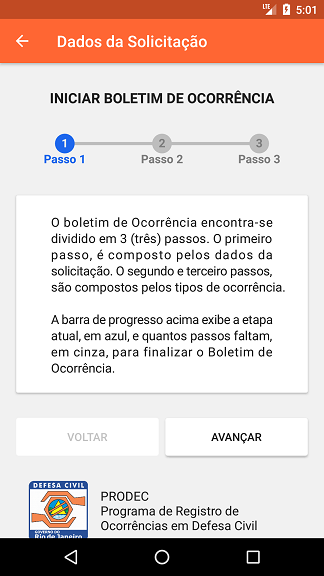 LTE 5:01
Dados da Solicitação
INICIAR BOLETIM DE OCORRÊNCIA
1 2 3
Passo 1 Passo 2 Passo 3
O boletim de Ocorrência encontra-se
dividido em 3 (três) passos. O primeiro
passo, é composto pelos dados da
solicitação. O segundo e terceiro passos,
são compostos pelos tipos de ocorrência.
A barra de progresso acima exibe a etapa
atual, em azul, e quantos passos faltam,
em cinza, para finalizar o Boletim de
Ocorrência.
VOLTAR AVANÇAR
DEFESA CIVIL
GOVERNO DO
Rio de Janeiro
PRODEC
Programa de Registro de
Ocorrências em Defesa Civil